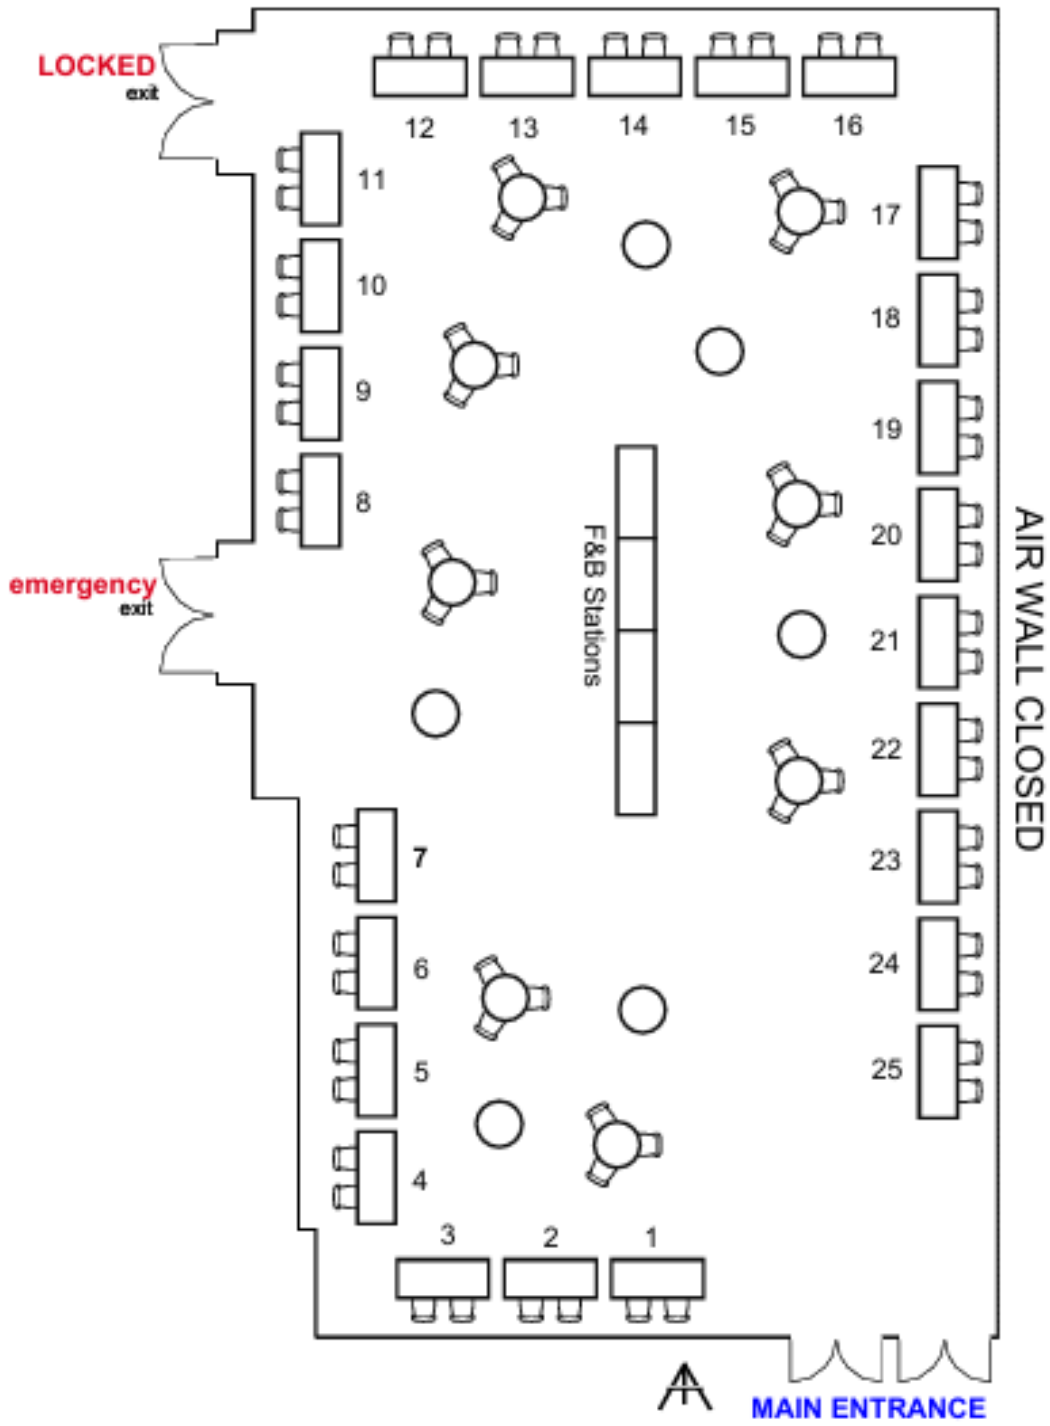 LOCKED
exit
12 13 14 15 16
11
17
10
18
9
19
8
20
emergency
exit
F&B Stations
AIR WALL CLOSED
21
22
7
23
6
24
5
25
4
3 2 1
MAIN ENTRANCE